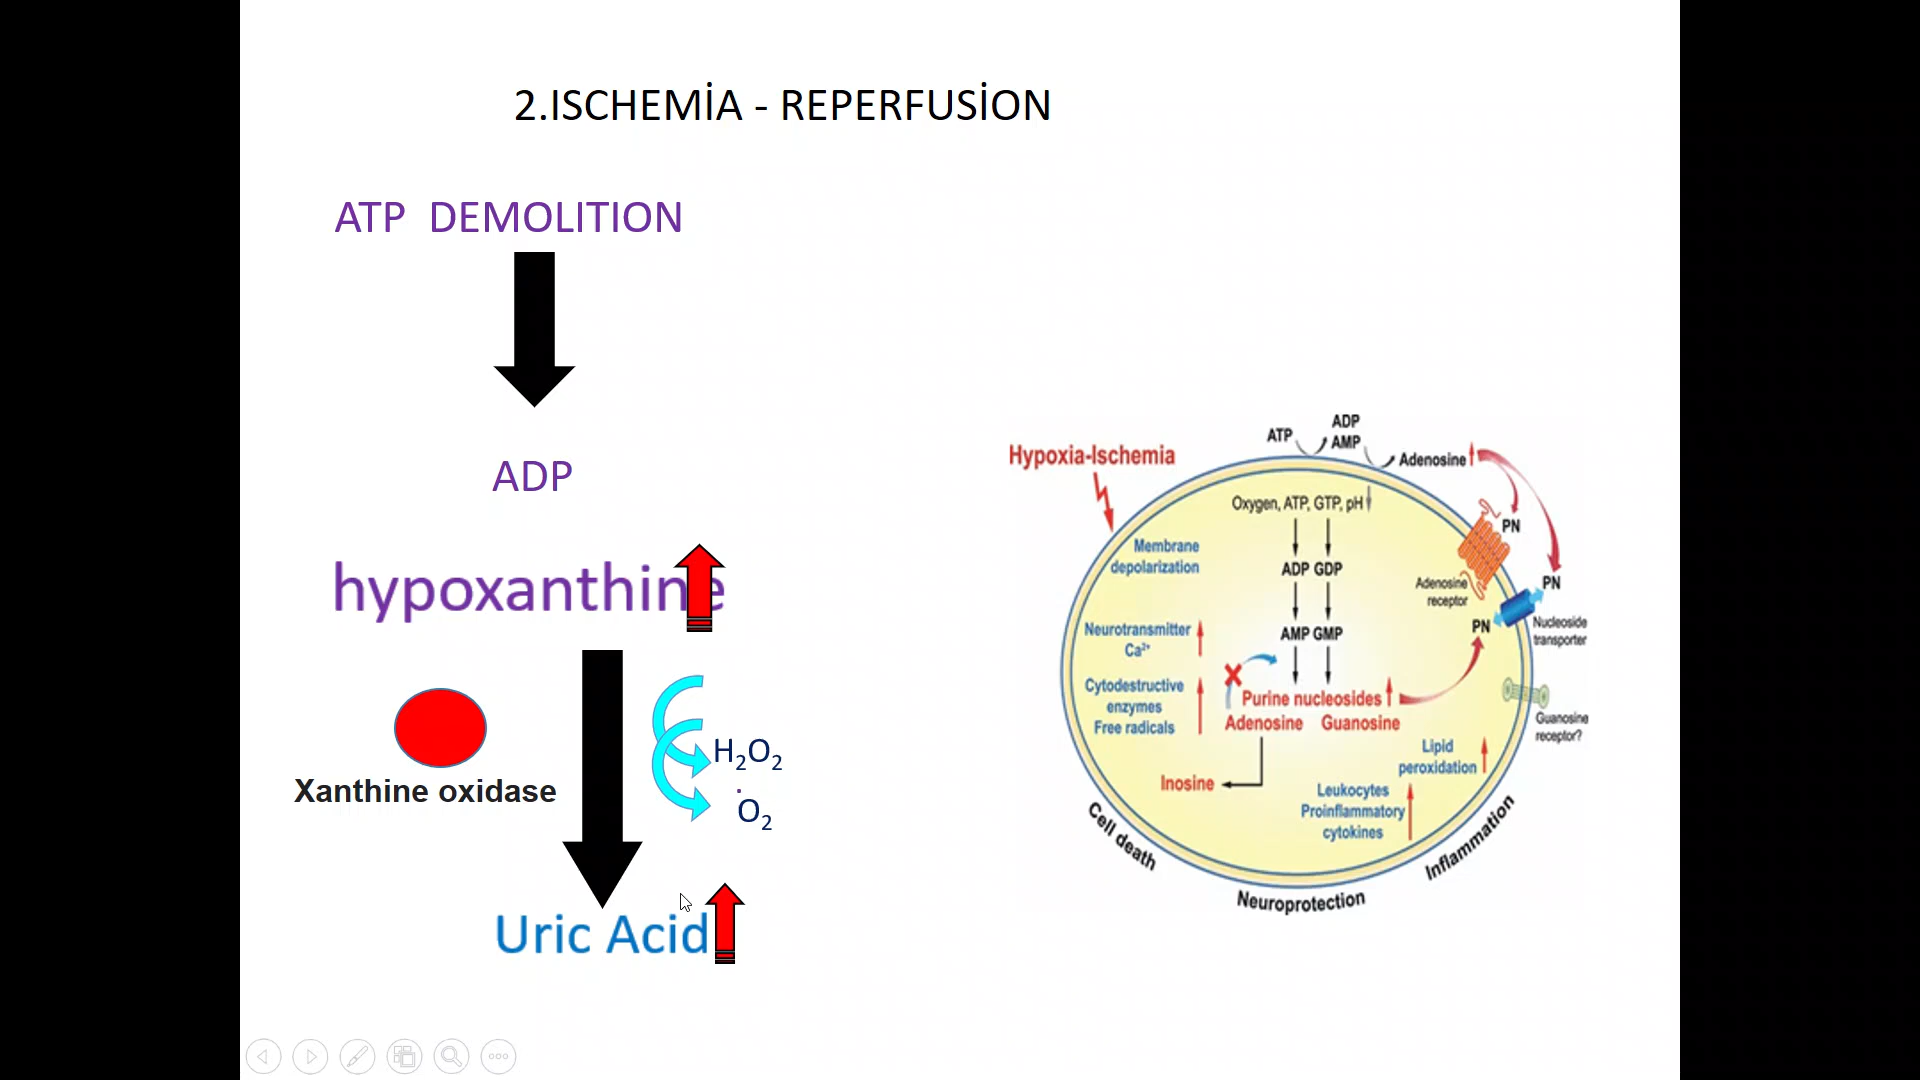 2.ISCHEMİA - REPERFUSİON
ATP DEMOLITION
ADP
hypoxanthine
Xanthine oxidase
H₂O₂
·
O₂
Uric Acid
Hypoxia-Ischemia
ATP
ADP
AMP
Adenosine
Oxygen, ATP, GTP, pH
PN
Membrane
depolarization
ADP GDP
Adenosine
receptor
PN
Nucleoside
transporter
PN
Neurotransmitter
Ca²⁺
AMP GMP
Cytodestructive
enzymes
Free radicals
Purine nucleosides
Adenosine Guanosine
Guanosine
receptor?
Inosine
Lipid
peroxidation
Leukocytes
Proinflammatory
cytokines
Cell death
Neuroprotection
Inflammation